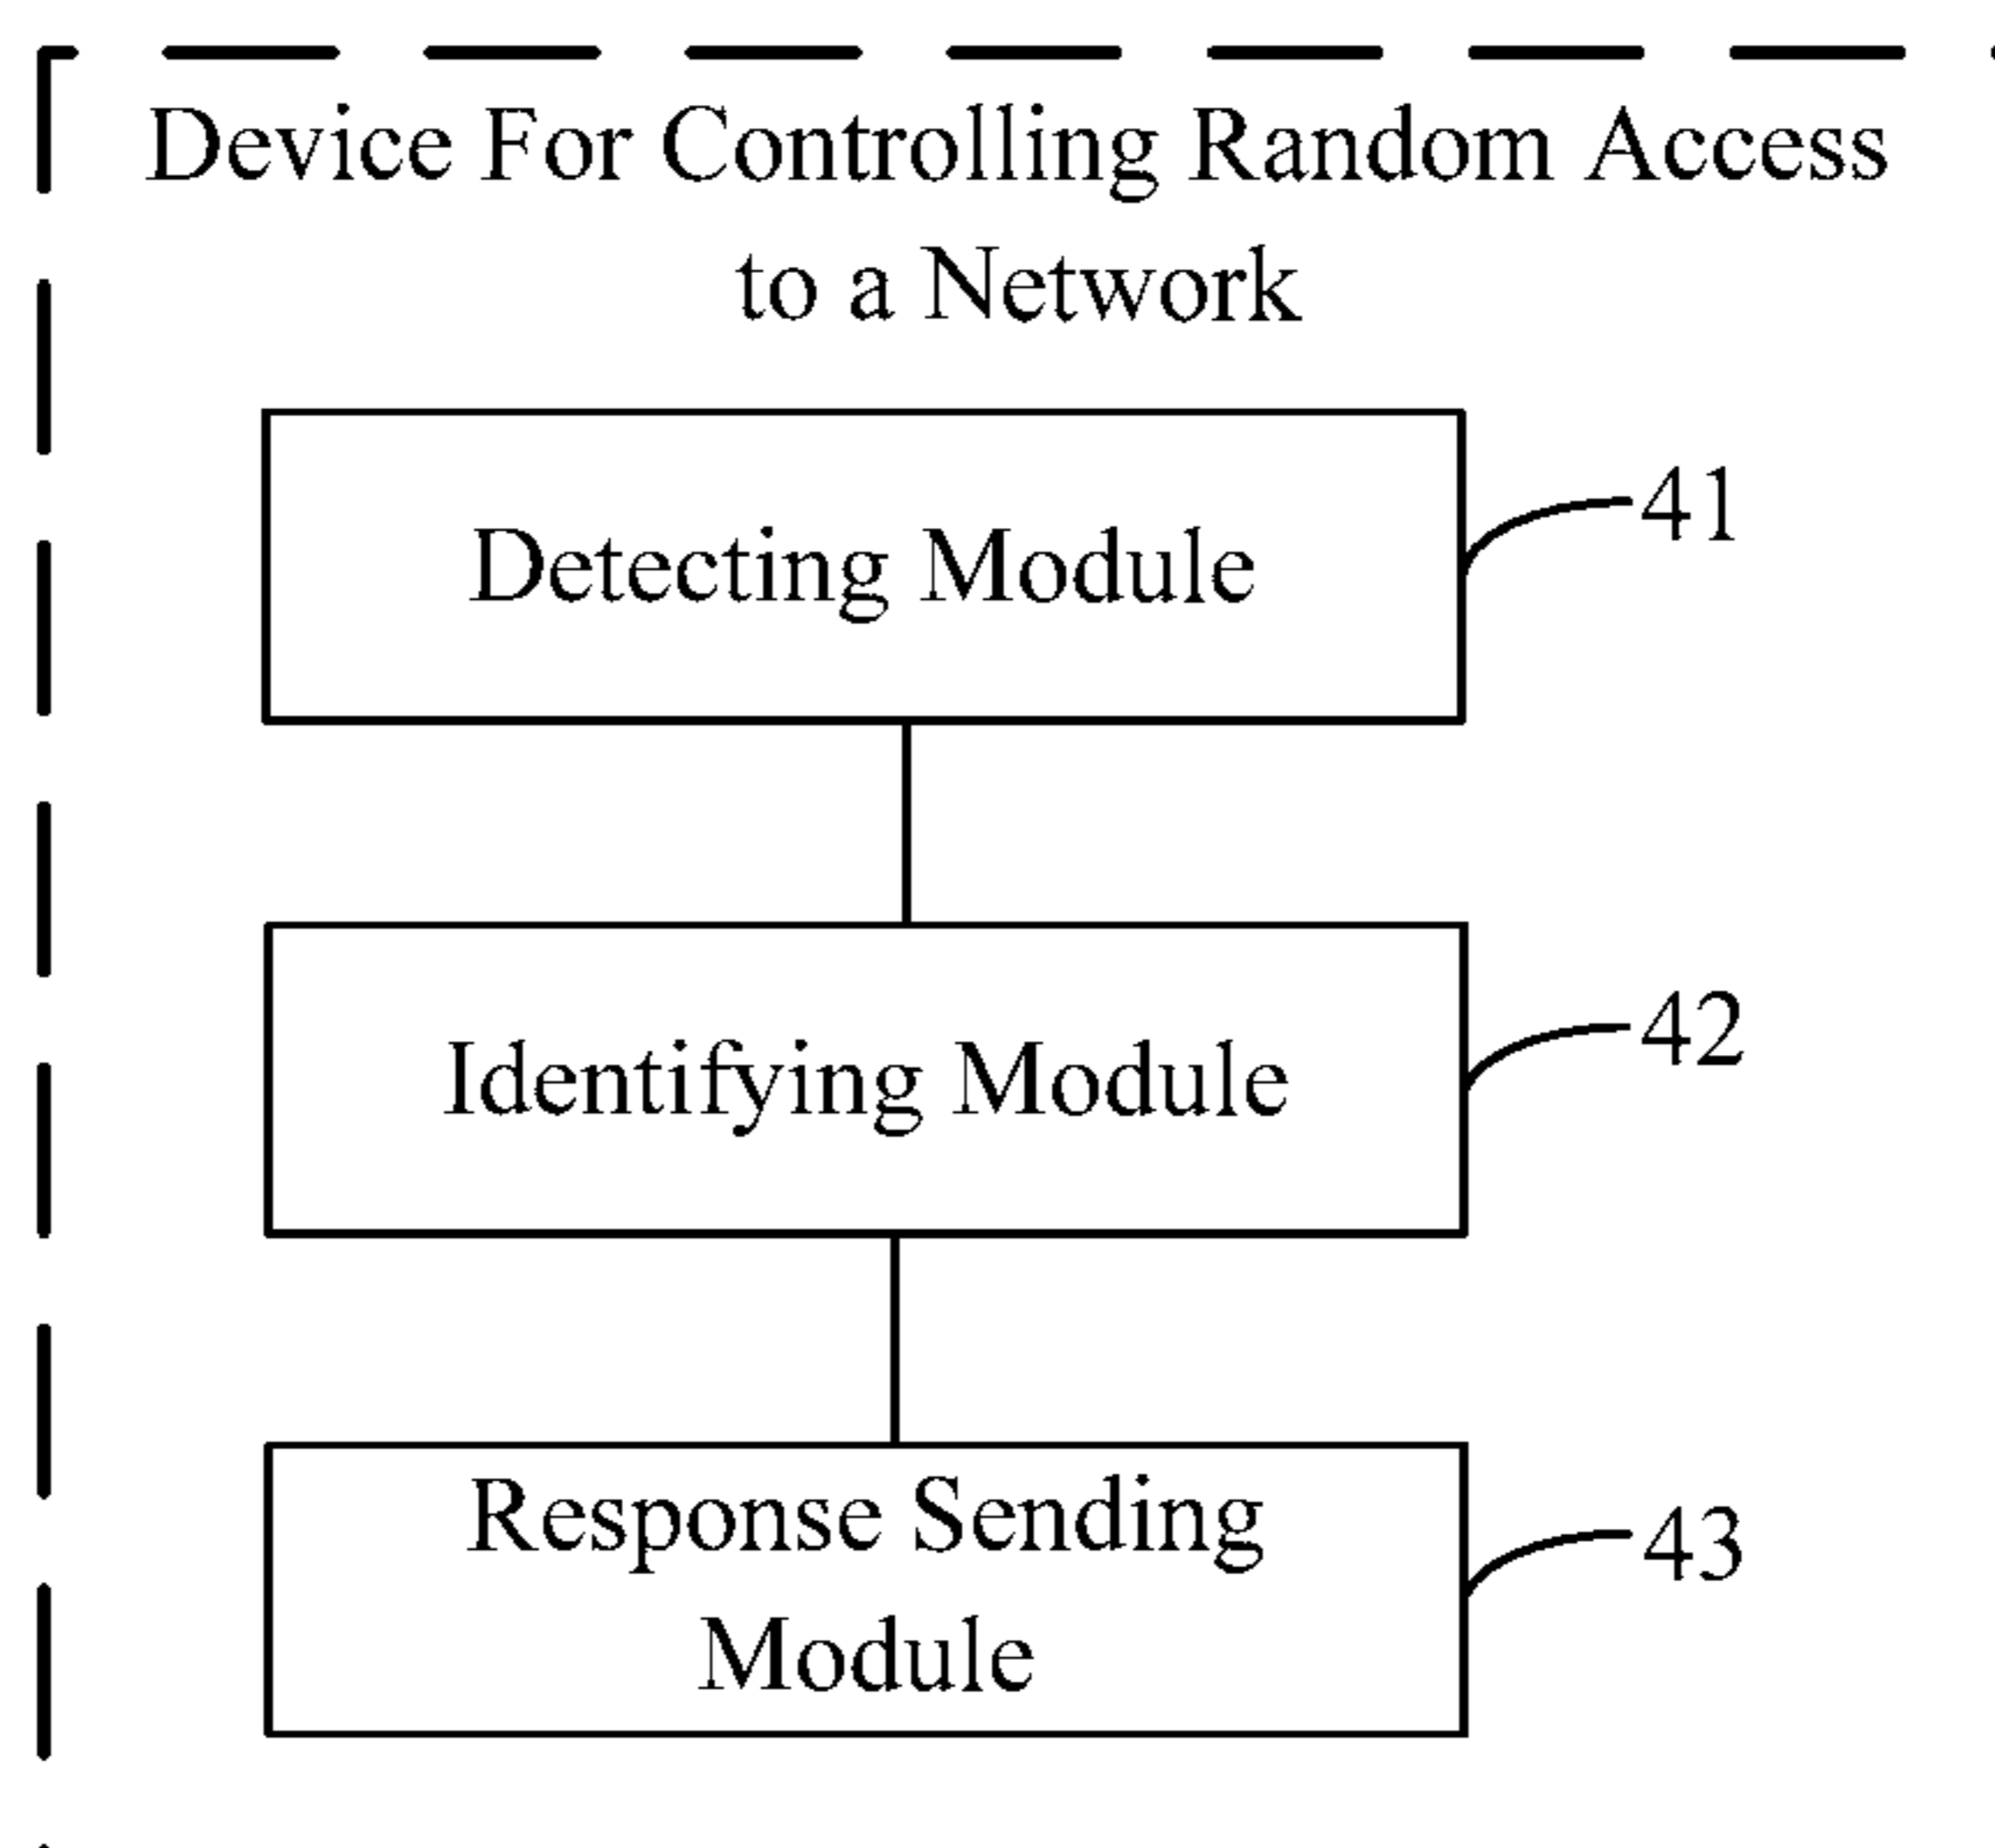 Device For Controlling Random Access
to a Network
Detecting Module
41
Identifying Module
42
Response Sending
Module
43